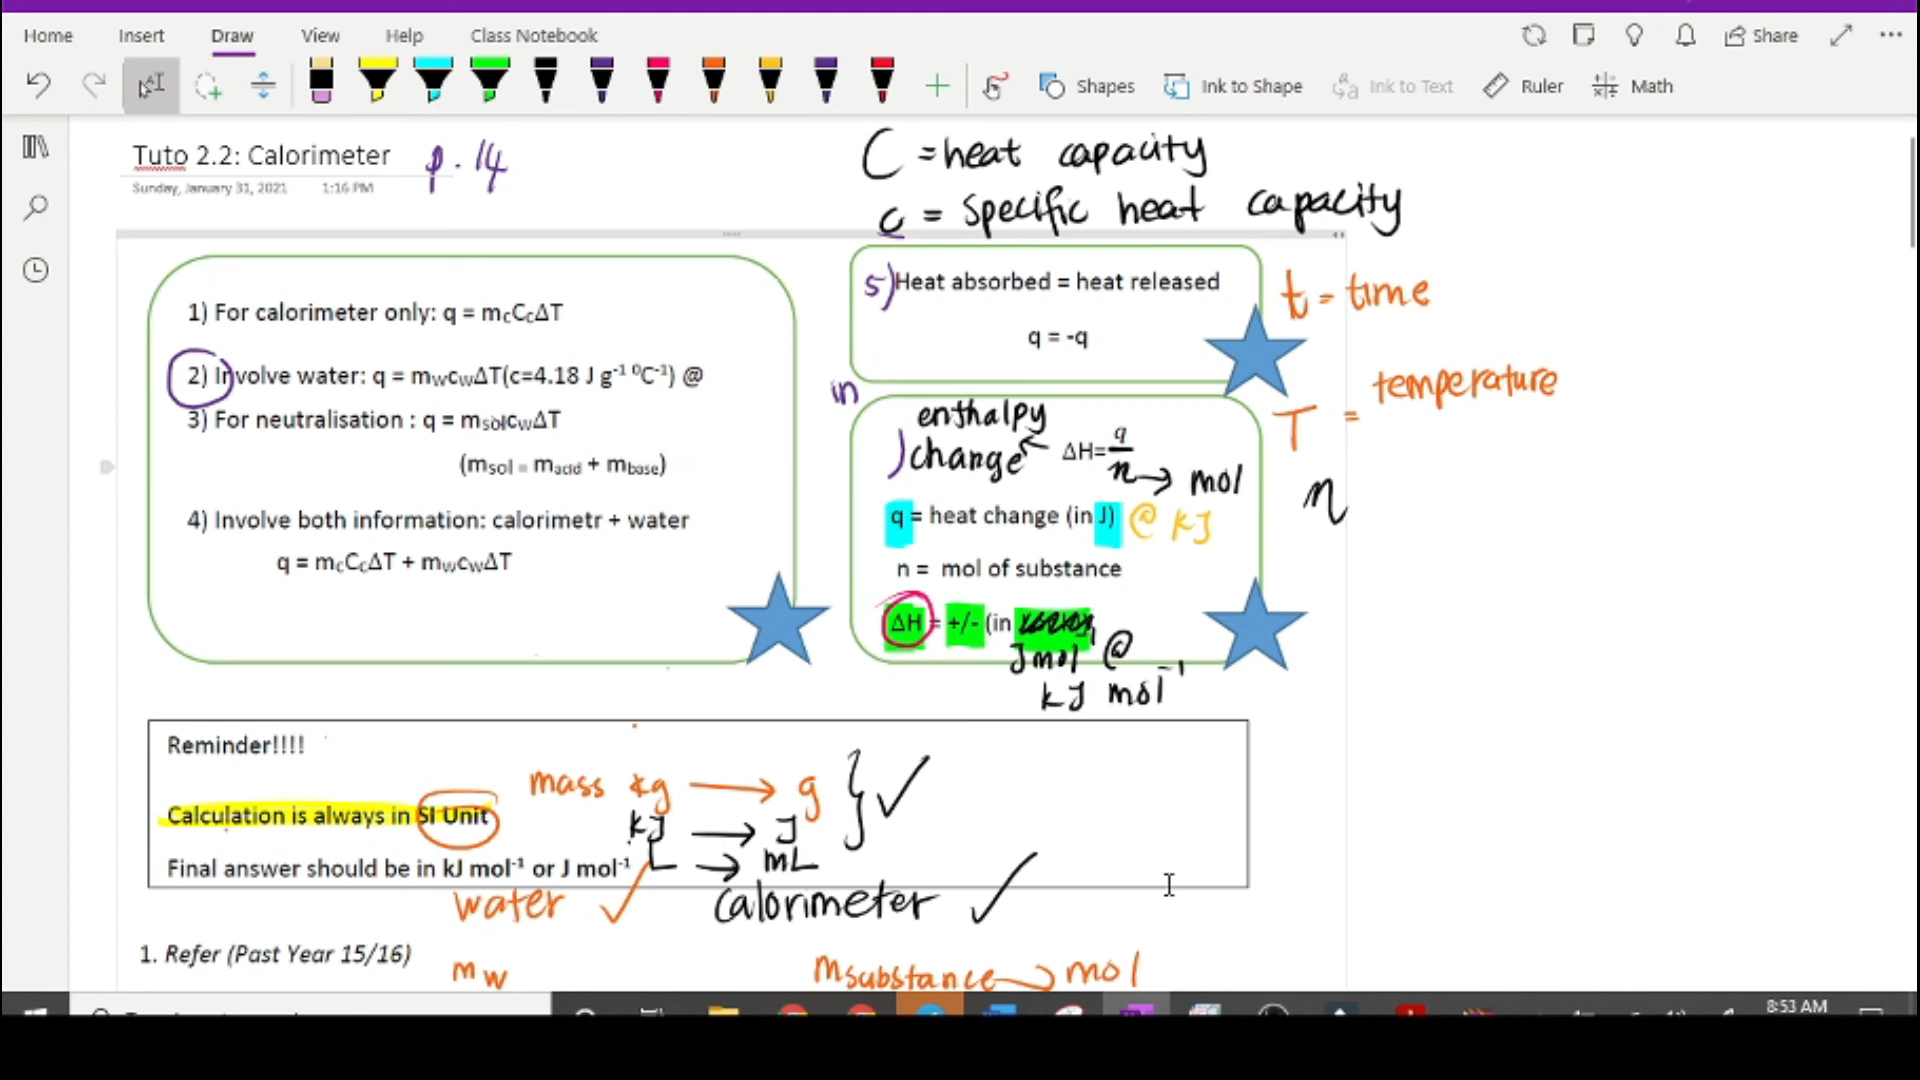 Home Insert Draw View Help Class Notebook Share
Shapes Ink to Shape Ink to Text Ruler Math
Tuto 2.2: Calorimeter p. 14
Sunday, January 31, 2021 1:16 PM
C = heat capacity
c = specific heat capacity
1) For calorimeter only: q = mcCcΔT
2) Involve water: q = mwcwΔT(c=4.18 J g⁻¹ ⁰C⁻¹) @
3) For neutralisation : q = msolcwΔT
(msol = macid + mbase)
4) Involve both information: calorimetr + water
q = mcCcΔT + mwcwΔT
5) Heat absorbed = heat released
q = -q
t = time
T = temperature
in
enthalpy
) change ← ΔH= q/n → mol
n
q = heat change (in J) @ kJ
n = mol of substance
ΔH = +/- (in
J mol⁻¹ @
kJ mol⁻¹
Reminder!!!!
mass kg → g } ✓
Calculation is always in SI Unit
kJ → J
L → mL
Final answer should be in kJ mol⁻¹ or J mol⁻¹
water ✓ calorimeter ✓
1. Refer (Past Year 15/16)
mw msubstance → mol
8:53 AM